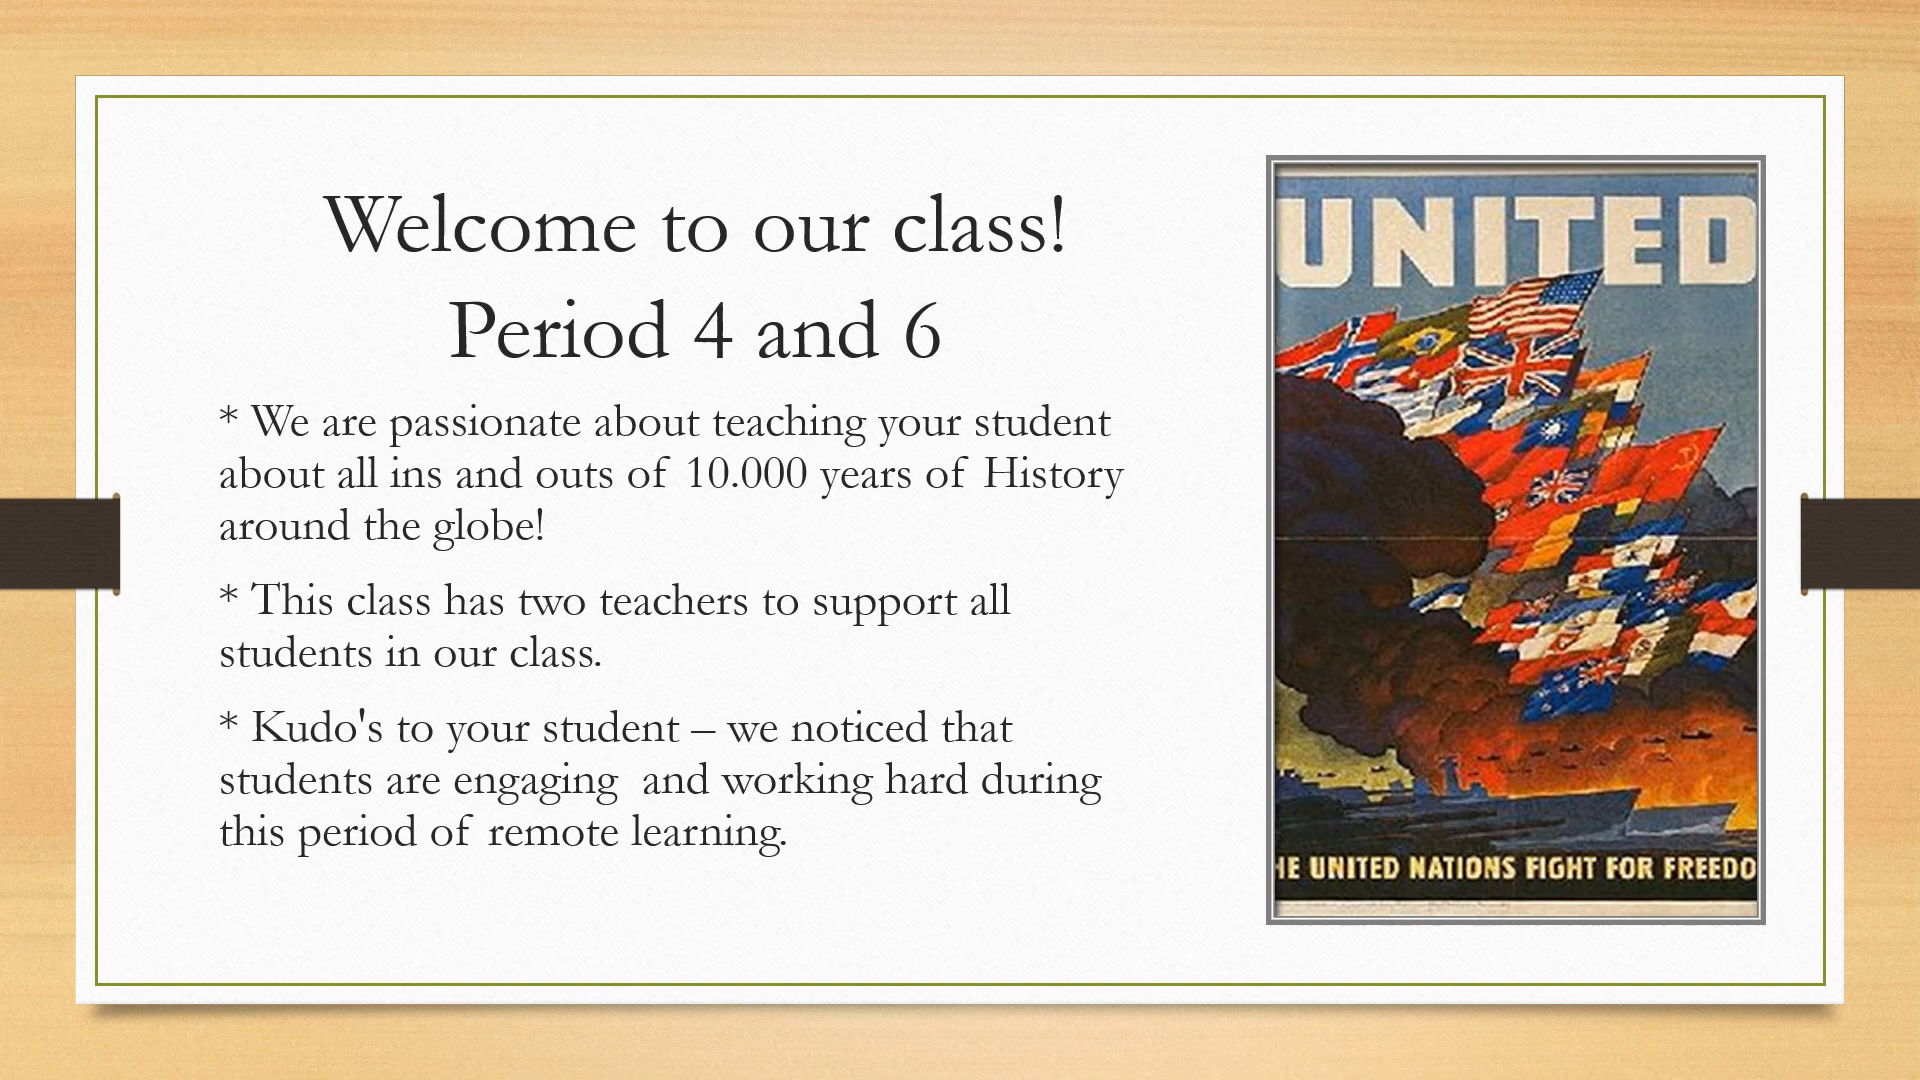 Welcome to our class!
Period 4 and 6
* We are passionate about teaching your student
about all ins and outs of 10.000 years of History
around the globe!
* This class has two teachers to support all
students in our class.
* Kudo's to your student – we noticed that
students are engaging  and working hard during
this period of remote learning.
UNITED
HE UNITED NATIONS FIGHT FOR FREEDO